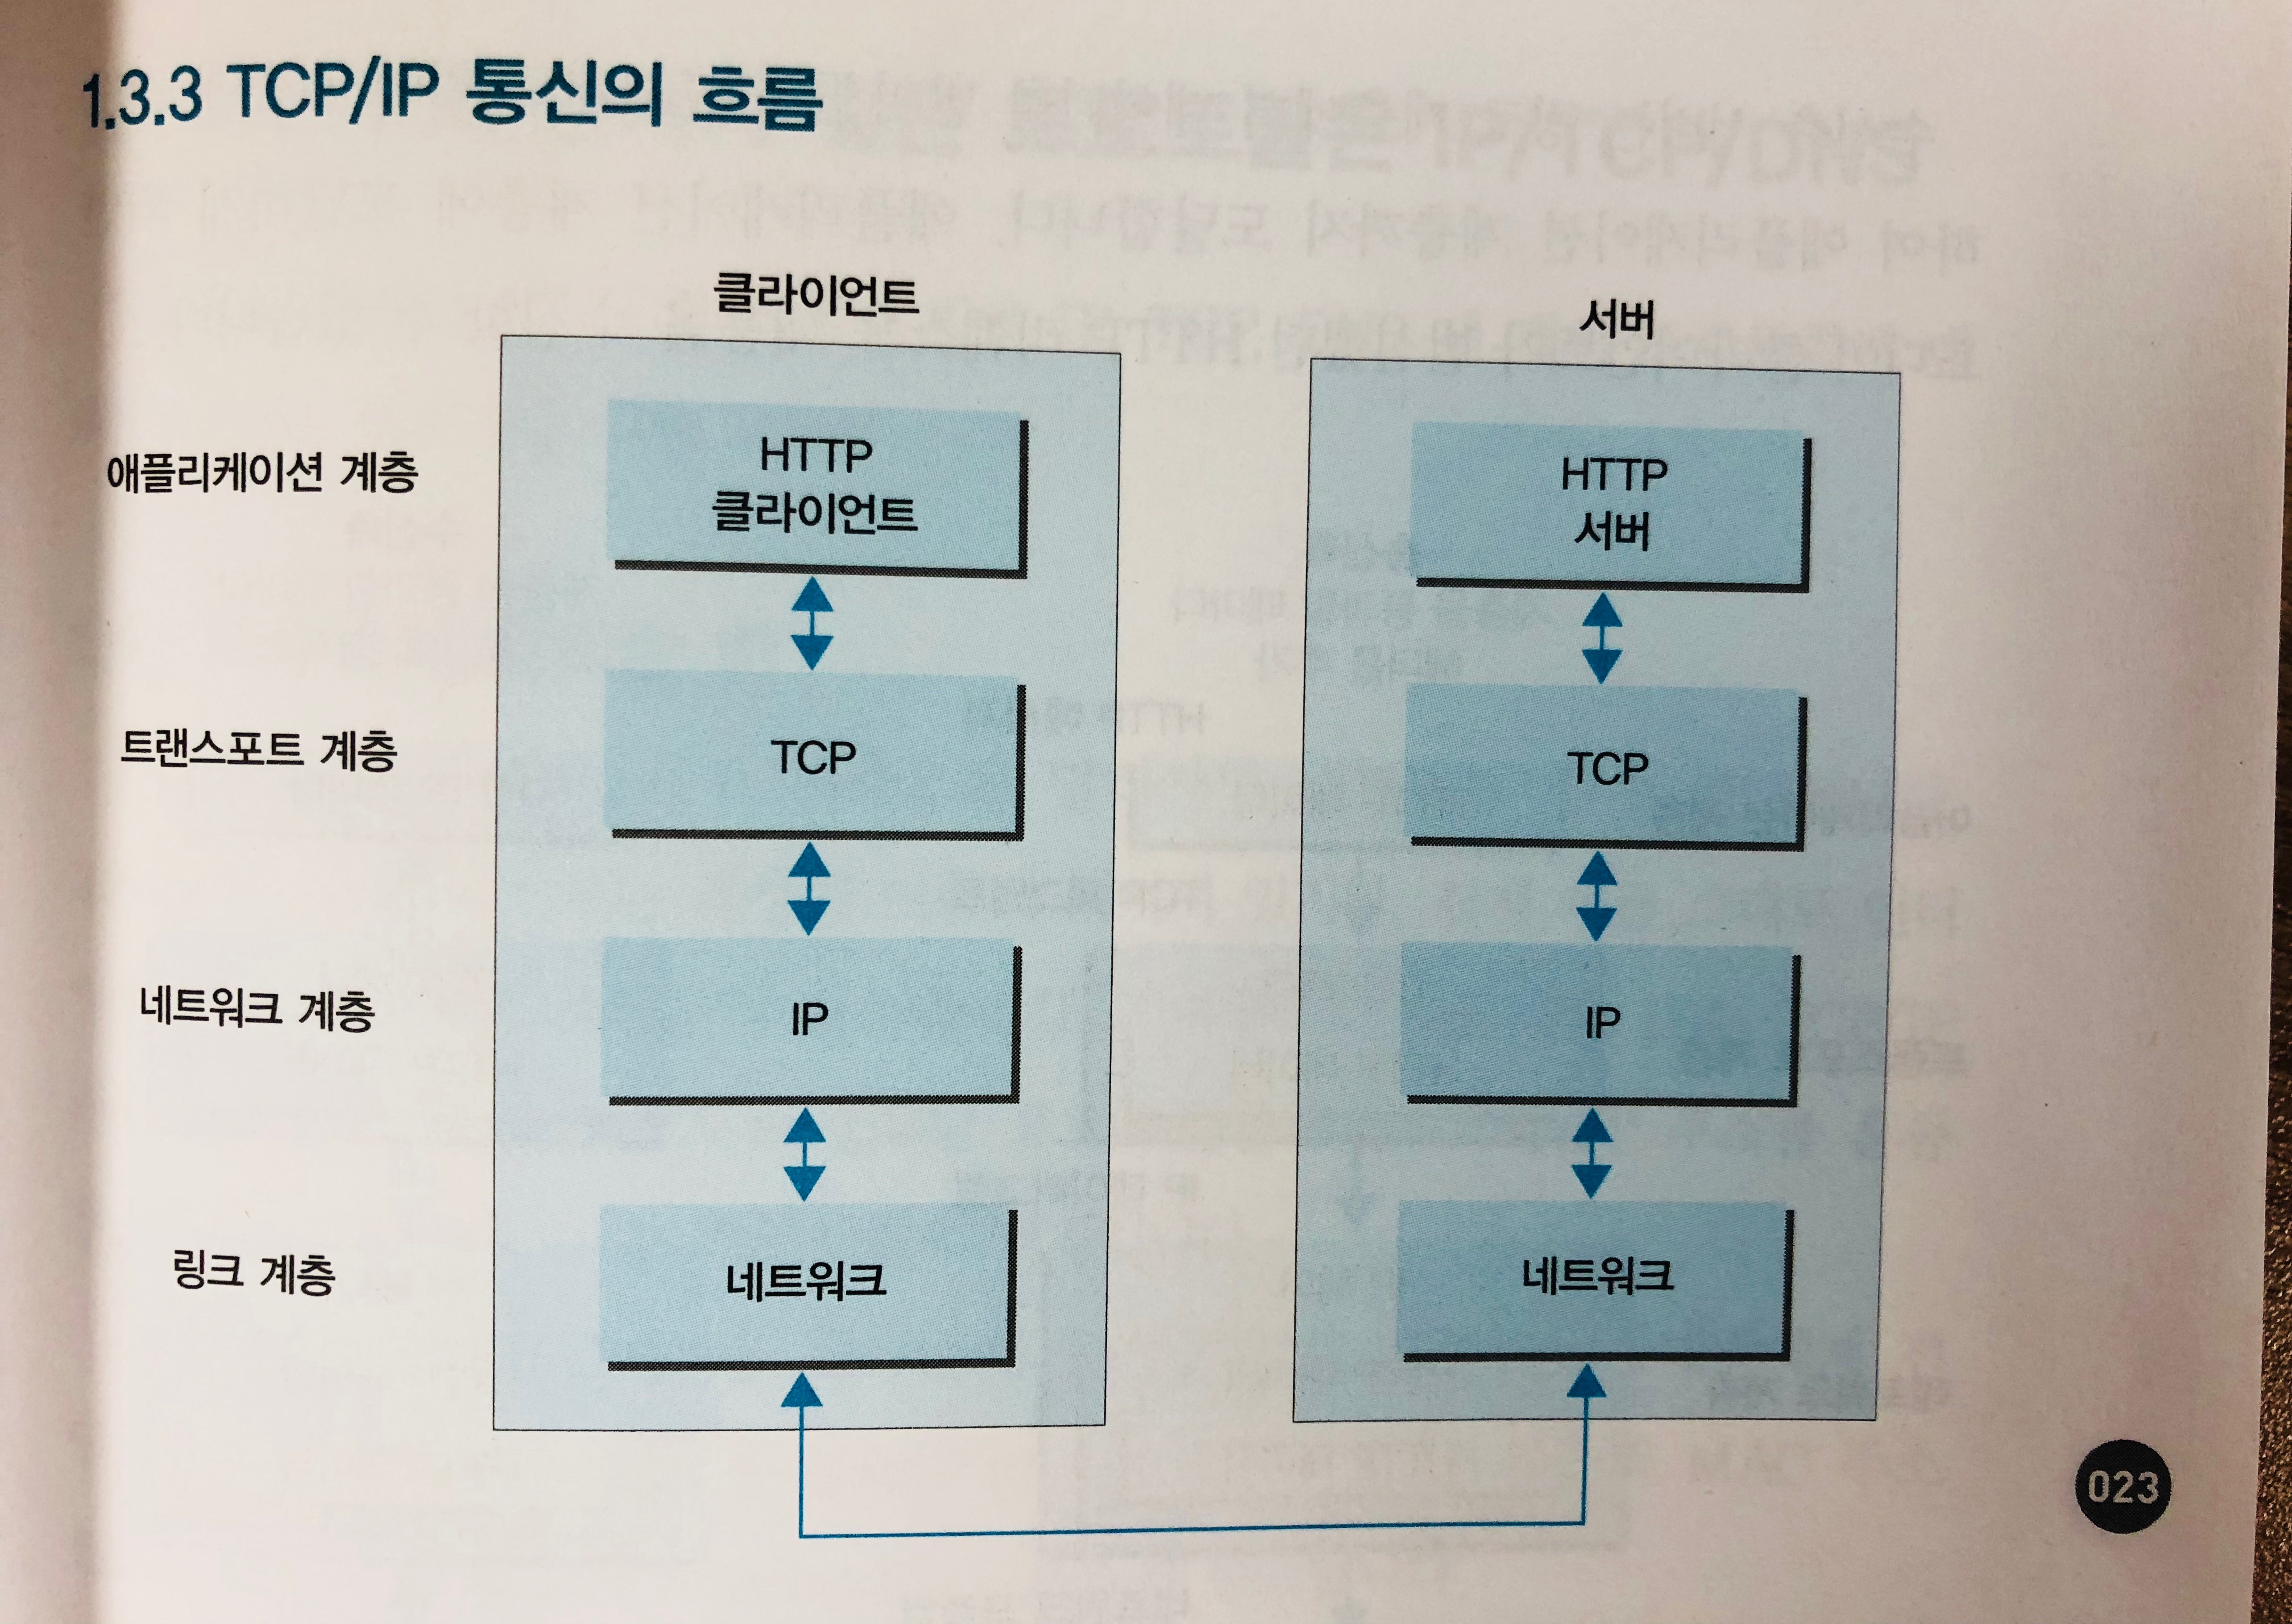 1.3.3 TCP/IP 통신의 흐름
클라이언트
서버
애플리케이션 계층
HTTP
클라이언트
HTTP
서버
트랜스포트 계층
TCP
TCP
네트워크 계층
IP
IP
링크 계층
네트워크
네트워크
023